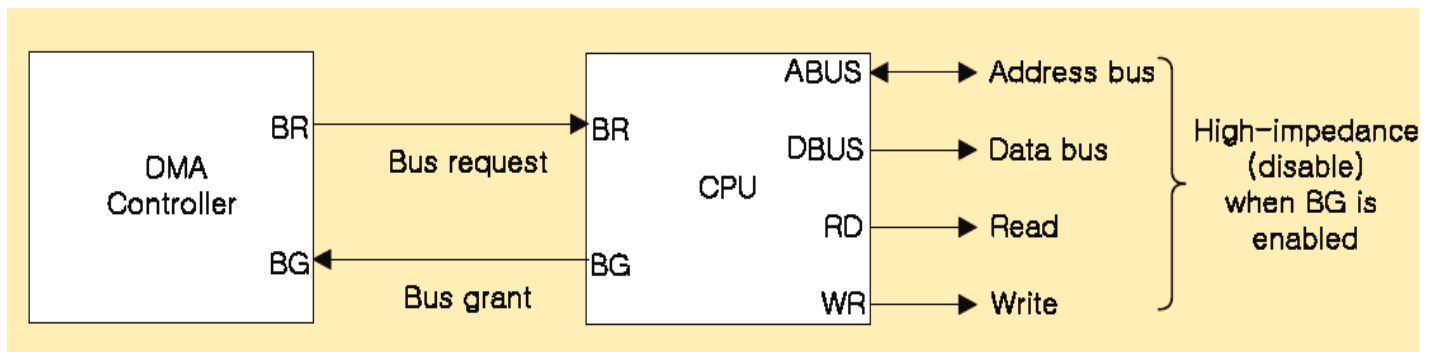 DMA
Controller
BR
BG
Bus request
Bus grant
BR
BG
CPU
ABUS
DBUS
RD
WR
Address bus
Data bus
Read
Write
High-impedance
(disable)
when BG is
enabled